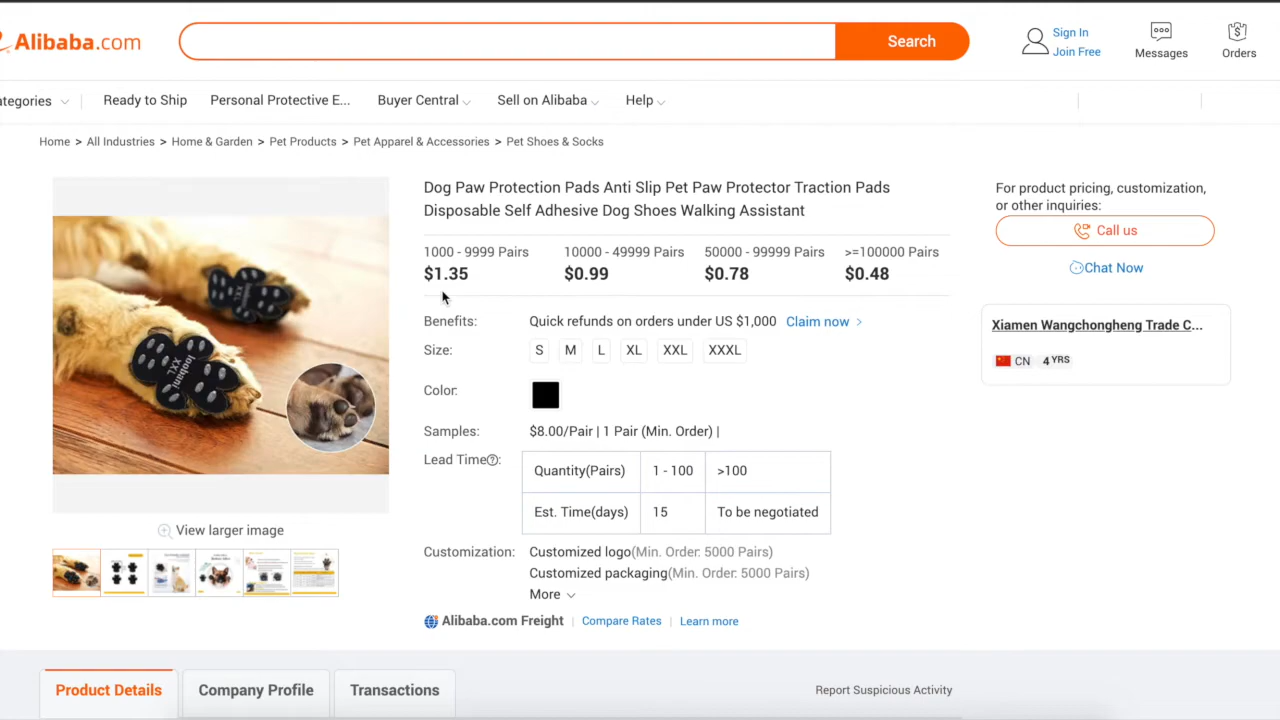 Alibaba.com
Search
Sign In
Join Free
Messages
Orders
ategories
Ready to Ship
Personal Protective E...
Buyer Central
Sell on Alibaba
Help
Home > All Industries > Home & Garden > Pet Products > Pet Apparel & Accessories > Pet Shoes & Socks
Dog Paw Protection Pads Anti Slip Pet Paw Protector Traction Pads
Disposable Self Adhesive Dog Shoes Walking Assistant
1000 - 9999 Pairs 10000 - 49999 Pairs 50000 - 99999 Pairs >=100000 Pairs
$1.35 $0.99 $0.78 $0.48
Benefits: Quick refunds on orders under US $1,000 Claim now >
Size: S M L XL XXL XXXL
Color:
Samples: $8.00/Pair | 1 Pair (Min. Order) |
Lead Time?:
Quantity(Pairs) 1 - 100 >100
Est. Time(days) 15 To be negotiated
Customization: Customized logo(Min. Order: 5000 Pairs)
Customized packaging(Min. Order: 5000 Pairs)
More
Alibaba.com Freight | Compare Rates | Learn more
For product pricing, customization,
or other inquiries:
Call us
Chat Now
Xiamen Wangchongheng Trade C...
CN 4 YRS
loobani
XXL
XXL
View larger image
Product Details
Company Profile
Transactions
Report Suspicious Activity